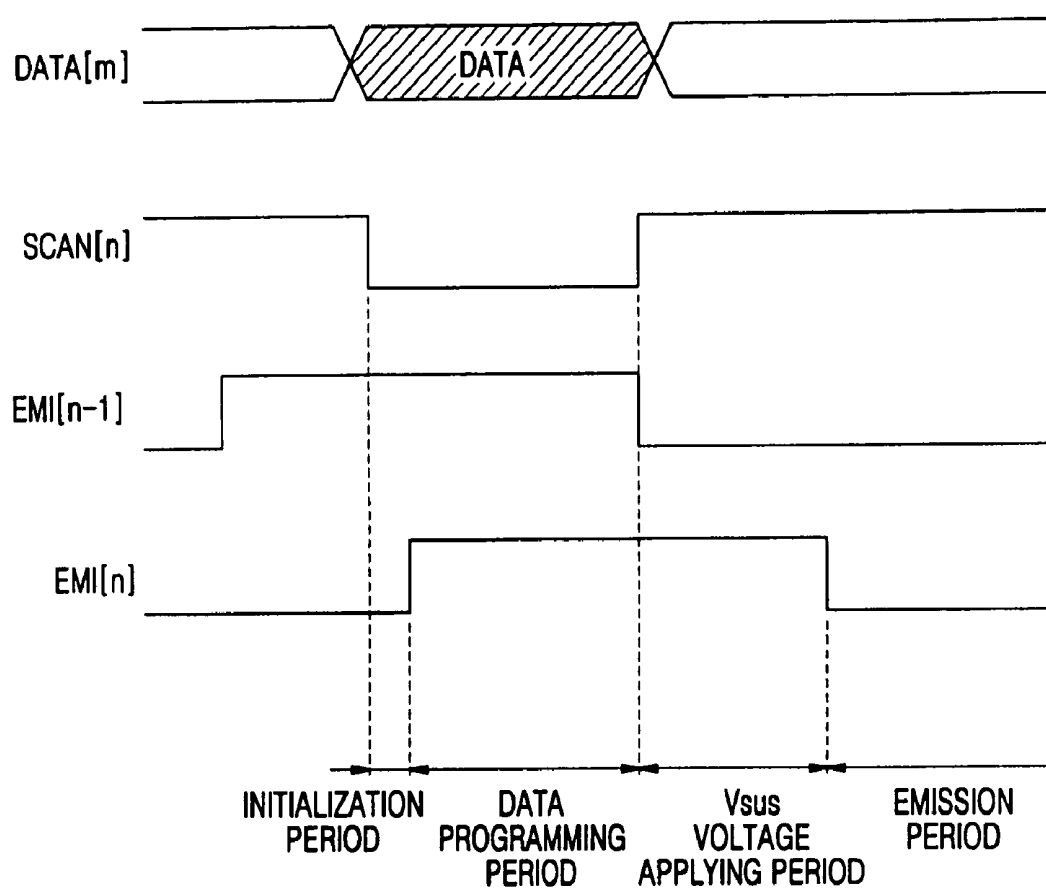 DATA[m]
DATA
SCAN[n]
EMI[n-1]
EMI[n]
INITIALIZATION
PERIOD
DATA
PROGRAMMING
PERIOD
Vsus
VOLTAGE
APPLYING PERIOD
EMISSION
PERIOD